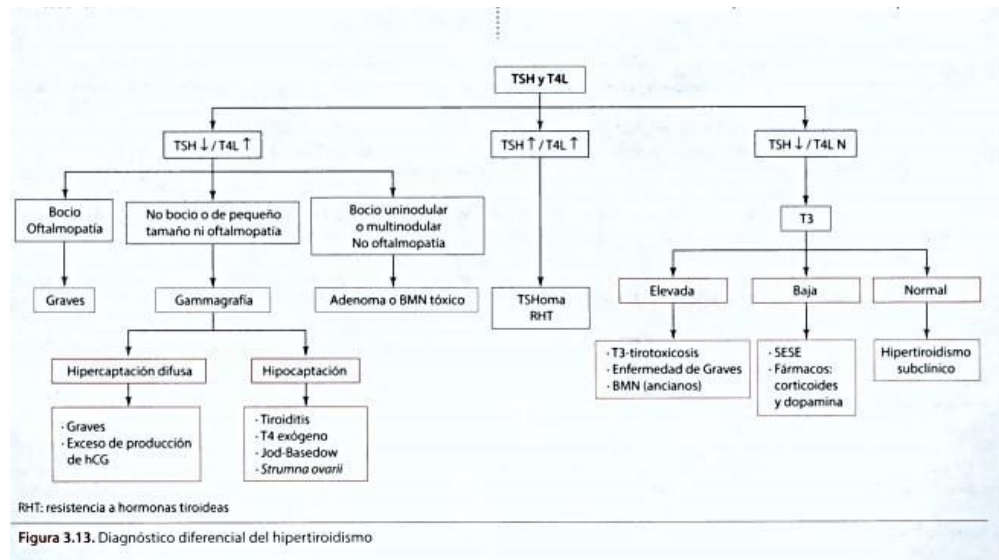 TSH y T4L
TSH ↓ / T4L ↑
TSH ↑ / T4L ↑
TSH ↓ / T4L N
Bocio
Oftalmopatía
No bocio o de pequeño
tamaño ni oftalmopatía
Bocio uninodular
o multinodular
No oftalmopatia
T3
Graves
Gammagrafía
Adenoma o BMN tóxico
TSHoma
RHT
Elevada
Baja
Normal
Hipercaptación difusa
Hipocaptación
· T3-tirotoxicosis
· Enfermedad de Graves
· BMN (ancianos)
· SESE
· Fármacos:
corticoides
y dopamina
Hipertiroidismo
subclínico
· Graves
· Exceso de producción
de hCG
· Tiroiditis
· T4 exógeno
· Jod-Basedow
· Strumna ovarii
RHT: resistencia a hormonas tiroideas
Figura 3.13. Diagnóstico diferencial del hipertiroidismo